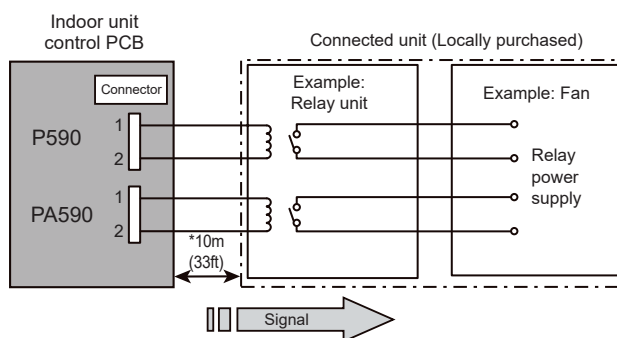 Indoor unit
control PCB
Connected unit (Locally purchased)
Connector
Example:
Relay unit
Example: Fan
P590
1
2
Relay
power
supply
PA590
1
2
*10m
(33ft)
Signal